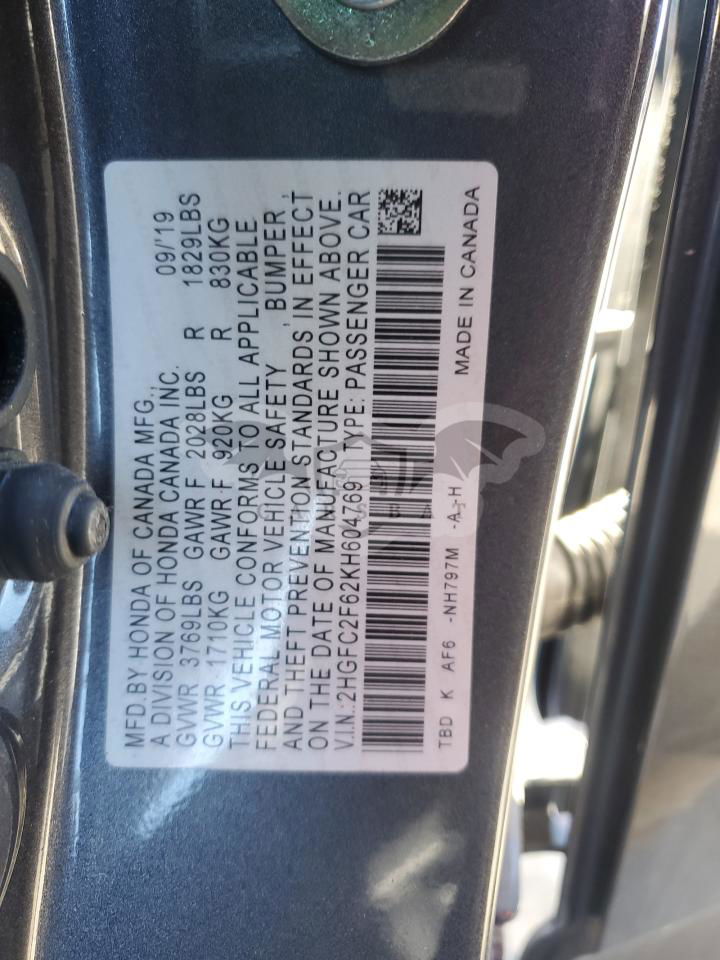 MFD.BY HONDA OF CANADA MFG.,
A DIVISION OF HONDA CANADA INC. 09/'19
GVWR 3769LBS GAWR F 2028LBS R 1829LBS
GVWR 1710KG GAWR F 920KG R 830KG
THIS VEHICLE CONFORMS TO ALL APPLICABLE
FEDERAL MOTOR VEHICLE SAFETY , BUMPER,
AND THEFT PREVENTION STANDARDS IN EFFECT
ON THE DATE OF MANUFACTURE SHOWN ABOVE.
V.I.N.:2HGFC2F62KH604769 TYPE: PASSENGER CAR
TBD K AF6 -NH797M -A-H MADE IN CANADA